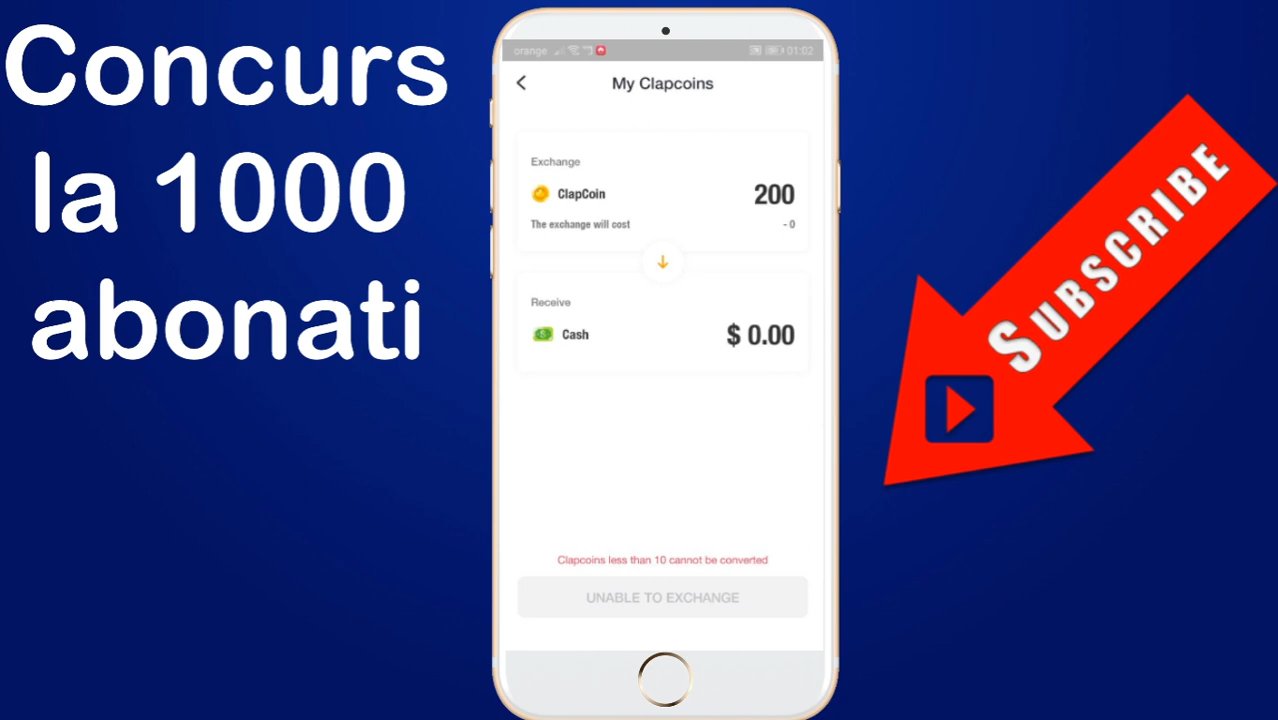 Concurs
la 1000
abonati
orange
01:02
My Clapcoins
Exchange
ClapCoin 200
The exchange will cost - 0
Receive
Cash $ 0.00
Clapcoins less than 10 cannot be converted
UNABLE TO EXCHANGE
SUBSCRIBE